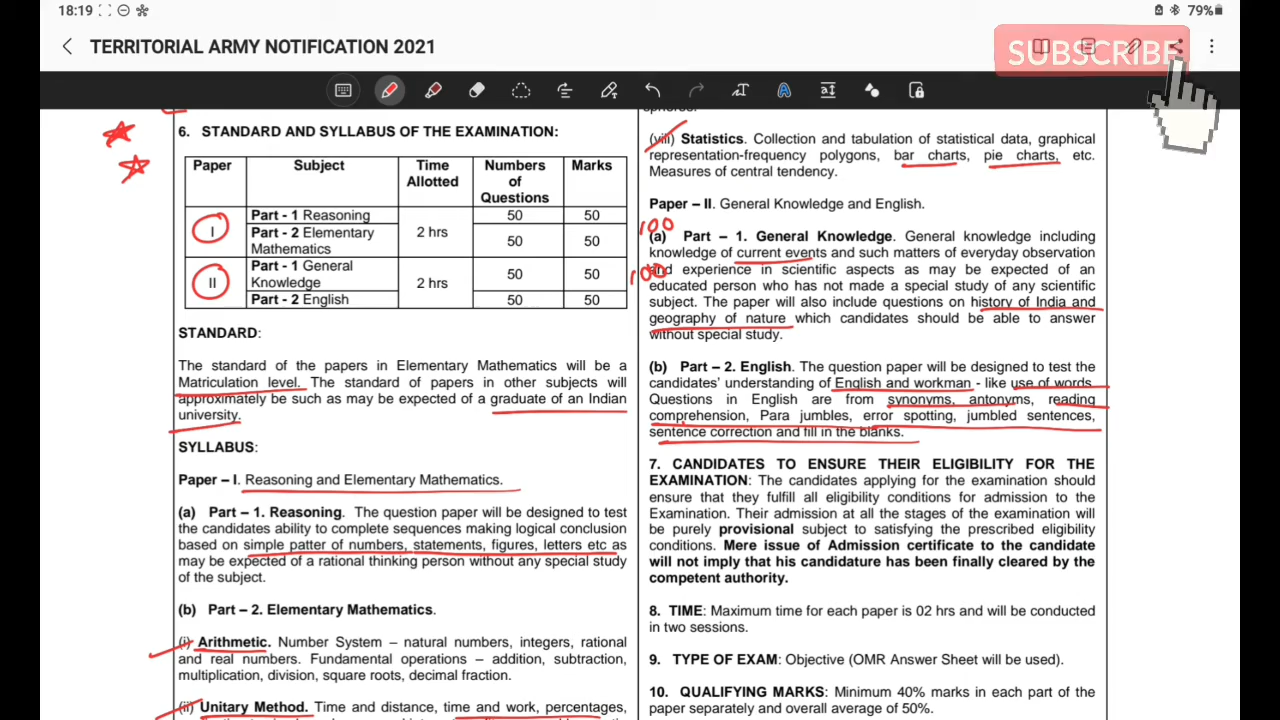 18:19
79%
TERRITORIAL ARMY NOTIFICATION 2021
SUBSCRIBE
6. STANDARD AND SYLLABUS OF THE EXAMINATION:
Paper Subject Time Allotted Numbers of Questions Marks
I Part - 1 Reasoning 2 hrs 50 50
Part - 2 Elementary Mathematics 50 50
II Part - 1 General Knowledge 2 hrs 50 50
Part - 2 English 50 50
100
100
STANDARD:
The standard of the papers in Elementary Mathematics will be a
Matriculation level. The standard of papers in other subjects will
approximately be such as may be expected of a graduate of an Indian
university.
SYLLABUS:
Paper – I. Reasoning and Elementary Mathematics.
(a) Part – 1. Reasoning. The question paper will be designed to test
the candidates ability to complete sequences making logical conclusion
based on simple patter of numbers, statements, figures, letters etc as
may be expected of a rational thinking person without any special study
of the subject.
(b) Part – 2. Elementary Mathematics.
(i) Arithmetic. Number System – natural numbers, integers, rational
and real numbers. Fundamental operations – addition, subtraction,
multiplication, division, square roots, decimal fraction.
(ii) Unitary Method. Time and distance, time and work, percentages,
spheres.
(viii) Statistics. Collection and tabulation of statistical data, graphical
representation-frequency polygons, bar charts, pie charts, etc.
Measures of central tendency.
Paper – II. General Knowledge and English.
(a) Part – 1. General Knowledge. General knowledge including
knowledge of current events and such matters of everyday observation
and experience in scientific aspects as may be expected of an
educated person who has not made a special study of any scientific
subject. The paper will also include questions on history of India and
geography of nature which candidates should be able to answer
without special study.
(b) Part – 2. English. The question paper will be designed to test the
candidates' understanding of English and workman - like use of words.
Questions in English are from synonyms, antonyms, reading
comprehension, Para jumbles, error spotting, jumbled sentences,
sentence correction and fill in the blanks.
7. CANDIDATES TO ENSURE THEIR ELIGIBILITY FOR THE
EXAMINATION: The candidates applying for the examination should
ensure that they fulfill all eligibility conditions for admission to the
Examination. Their admission at all the stages of the examination will
be purely provisional subject to satisfying the prescribed eligibility
conditions. Mere issue of Admission certificate to the candidate
will not imply that his candidature has been finally cleared by the
competent authority.
8. TIME: Maximum time for each paper is 02 hrs and will be conducted
in two sessions.
9. TYPE OF EXAM: Objective (OMR Answer Sheet will be used).
10. QUALIFYING MARKS: Minimum 40% marks in each part of the
paper separately and overall average of 50%.